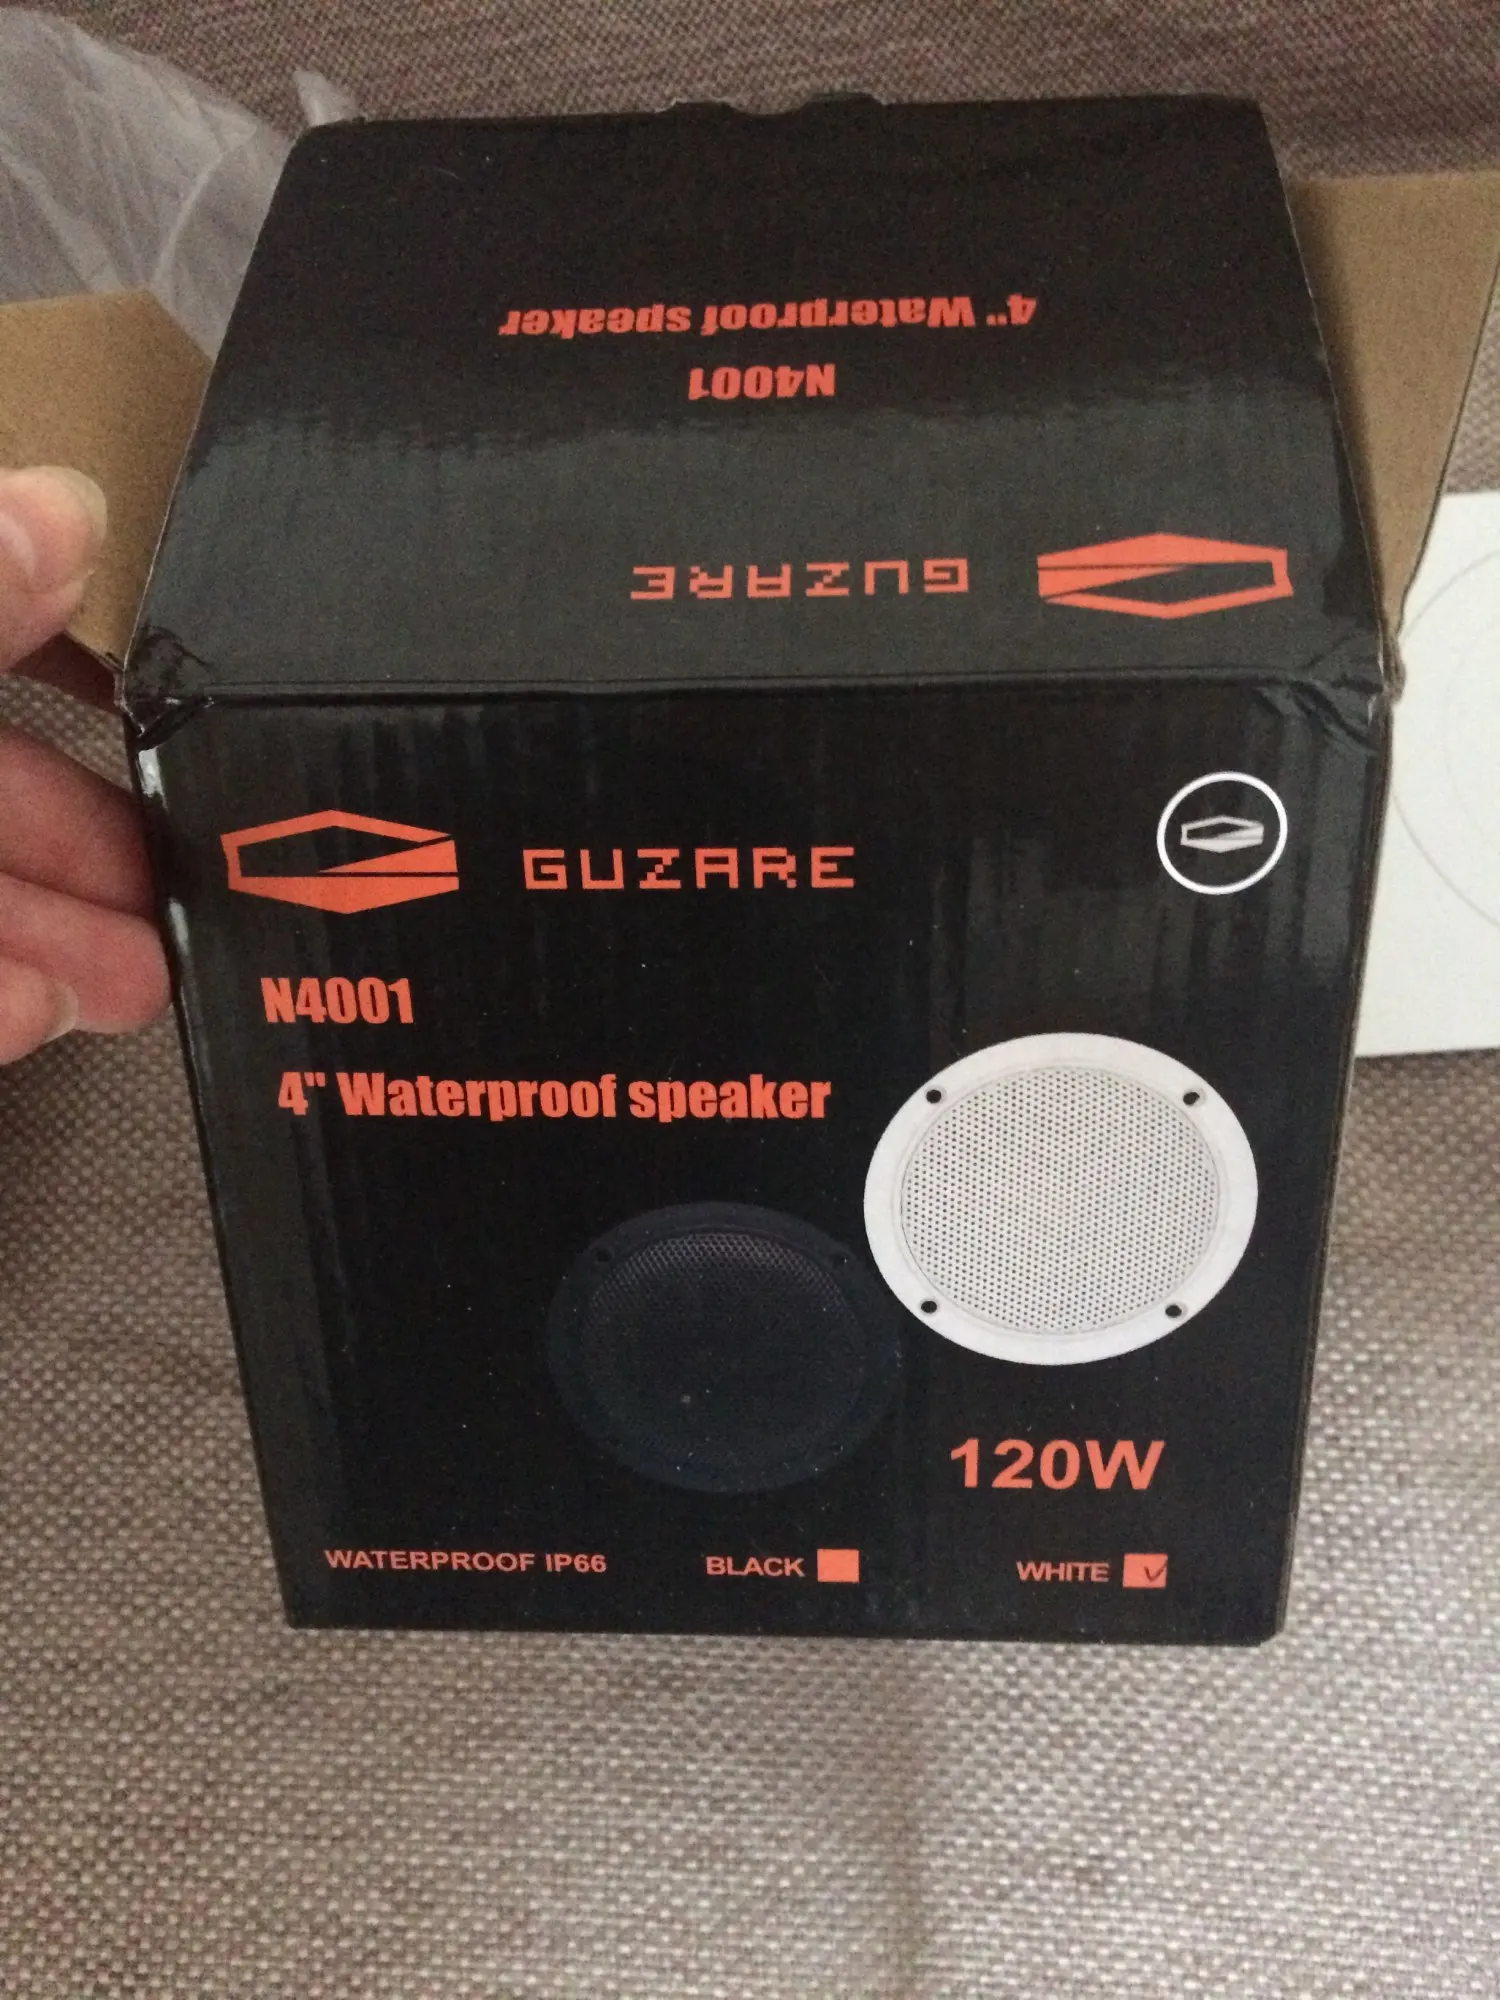 4" Waterproof speaker
N4001
GUZARE
GUZARE
N4001
4" Waterproof speaker
120W
WATERPROOF IP66 BLACK WHITE